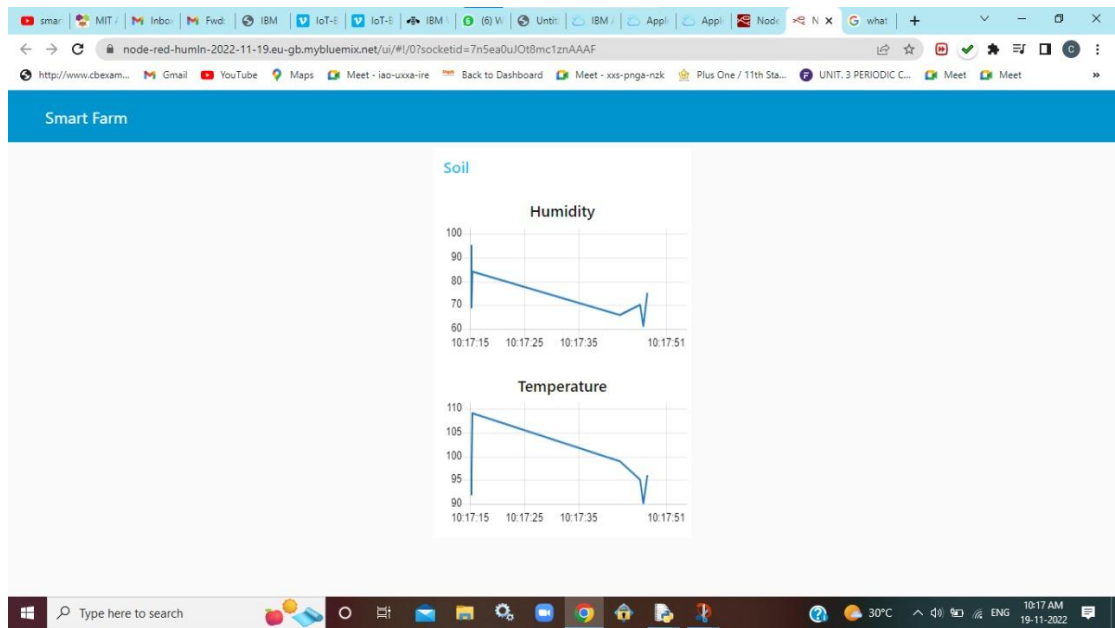 smar MIT / Inbox Fwd: IBM IoT-E IoT-E IBM \ (6) W Untit IBM / Appli Appli Node N what
node-red-humln-2022-11-19.eu-gb.mybluemix.net/ui/#!/0?socketid=7n5ea0uJOt8mc1znAAAF
http://www.cbexam... Gmail YouTube Maps Meet - iao-uxxa-ire Back to Dashboard Meet - xxs-pnga-nzk Plus One / 11th Sta... UNIT. 3 PERIODIC C... Meet Meet »
Smart Farm
Soil
Humidity
100
90
80
70
60
10:17:15 10:17:25 10:17:35 10:17:51
Temperature
110
105
100
95
90
10:17:15 10:17:25 10:17:35 10:17:51
Type here to search 30°C ENG 10:17 AM
19-11-2022